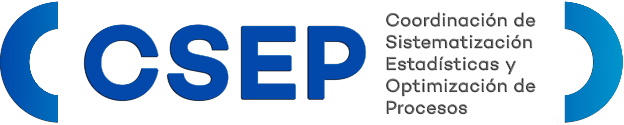 CSEP
Coordinación de
Sistematización
Estadísticas y
Optimización de
Procesos